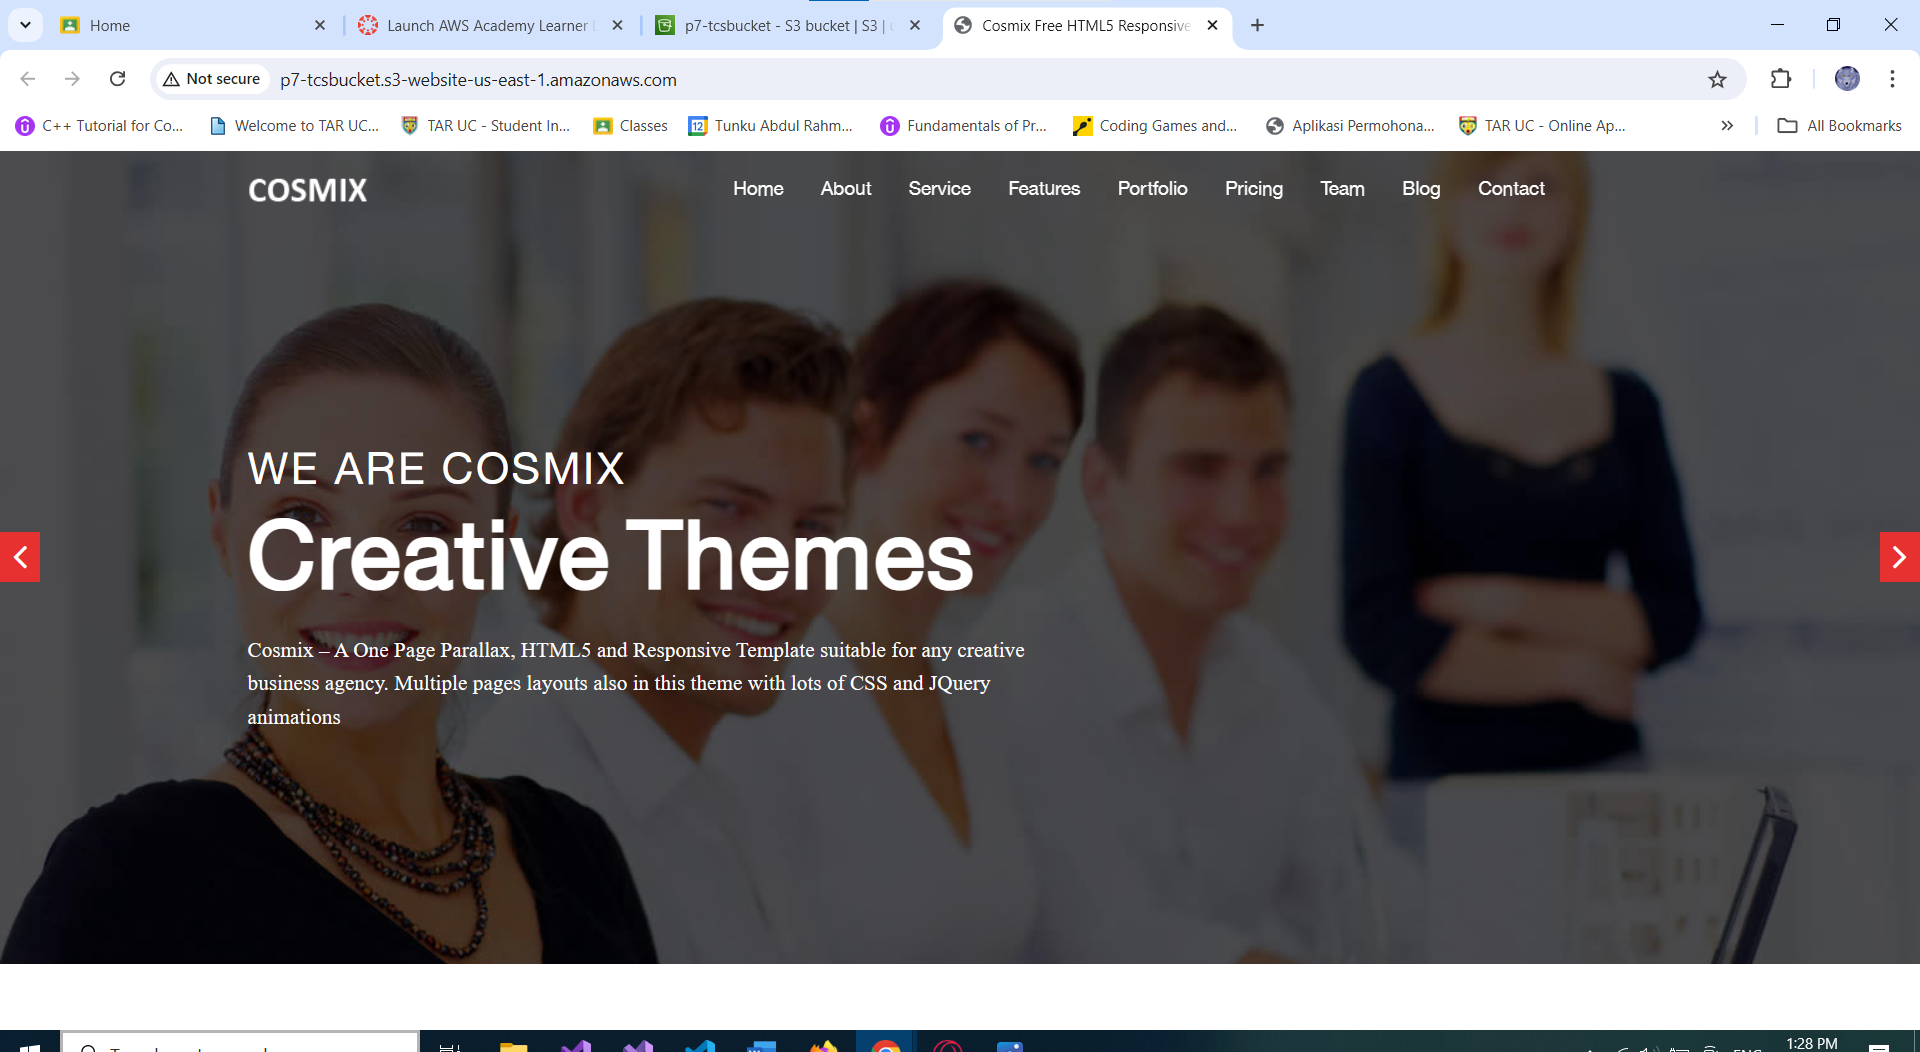 Home
Launch AWS Academy Learner
p7-tcsbucket - S3 bucket | S3 |
Cosmix Free HTML5 Responsive
Not secure
p7-tcsbucket.s3-website-us-east-1.amazonaws.com
C++ Tutorial for Co...
Welcome to TAR UC...
TAR UC - Student In...
Classes
12
Tunku Abdul Rahm...
Fundamentals of Pr...
Coding Games and...
Aplikasi Permohona...
TAR UC - Online Ap...
All Bookmarks
COSMIX
Home
About
Service
Features
Portfolio
Pricing
Team
Blog
Contact
WE ARE COSMIX
Creative Themes
Cosmix – A One Page Parallax, HTML5 and Responsive Template suitable for any creative
business agency. Multiple pages layouts also in this theme with lots of CSS and JQuery
animations
1:28 PM